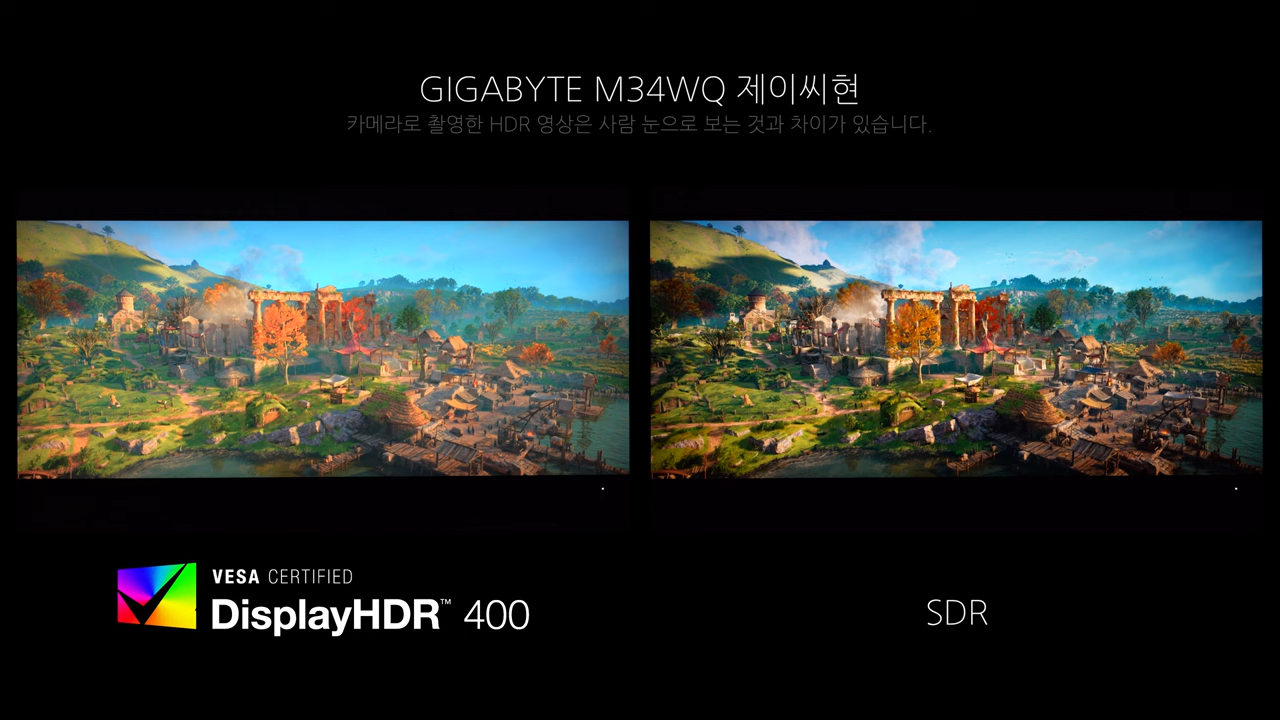 GIGABYTE M34WQ 제이씨현
카메라로 촬영한 HDR 영상은 사람 눈으로 보는 것과 차이가 있습니다.
VESA CERTIFIED
DisplayHDR™ 400
SDR